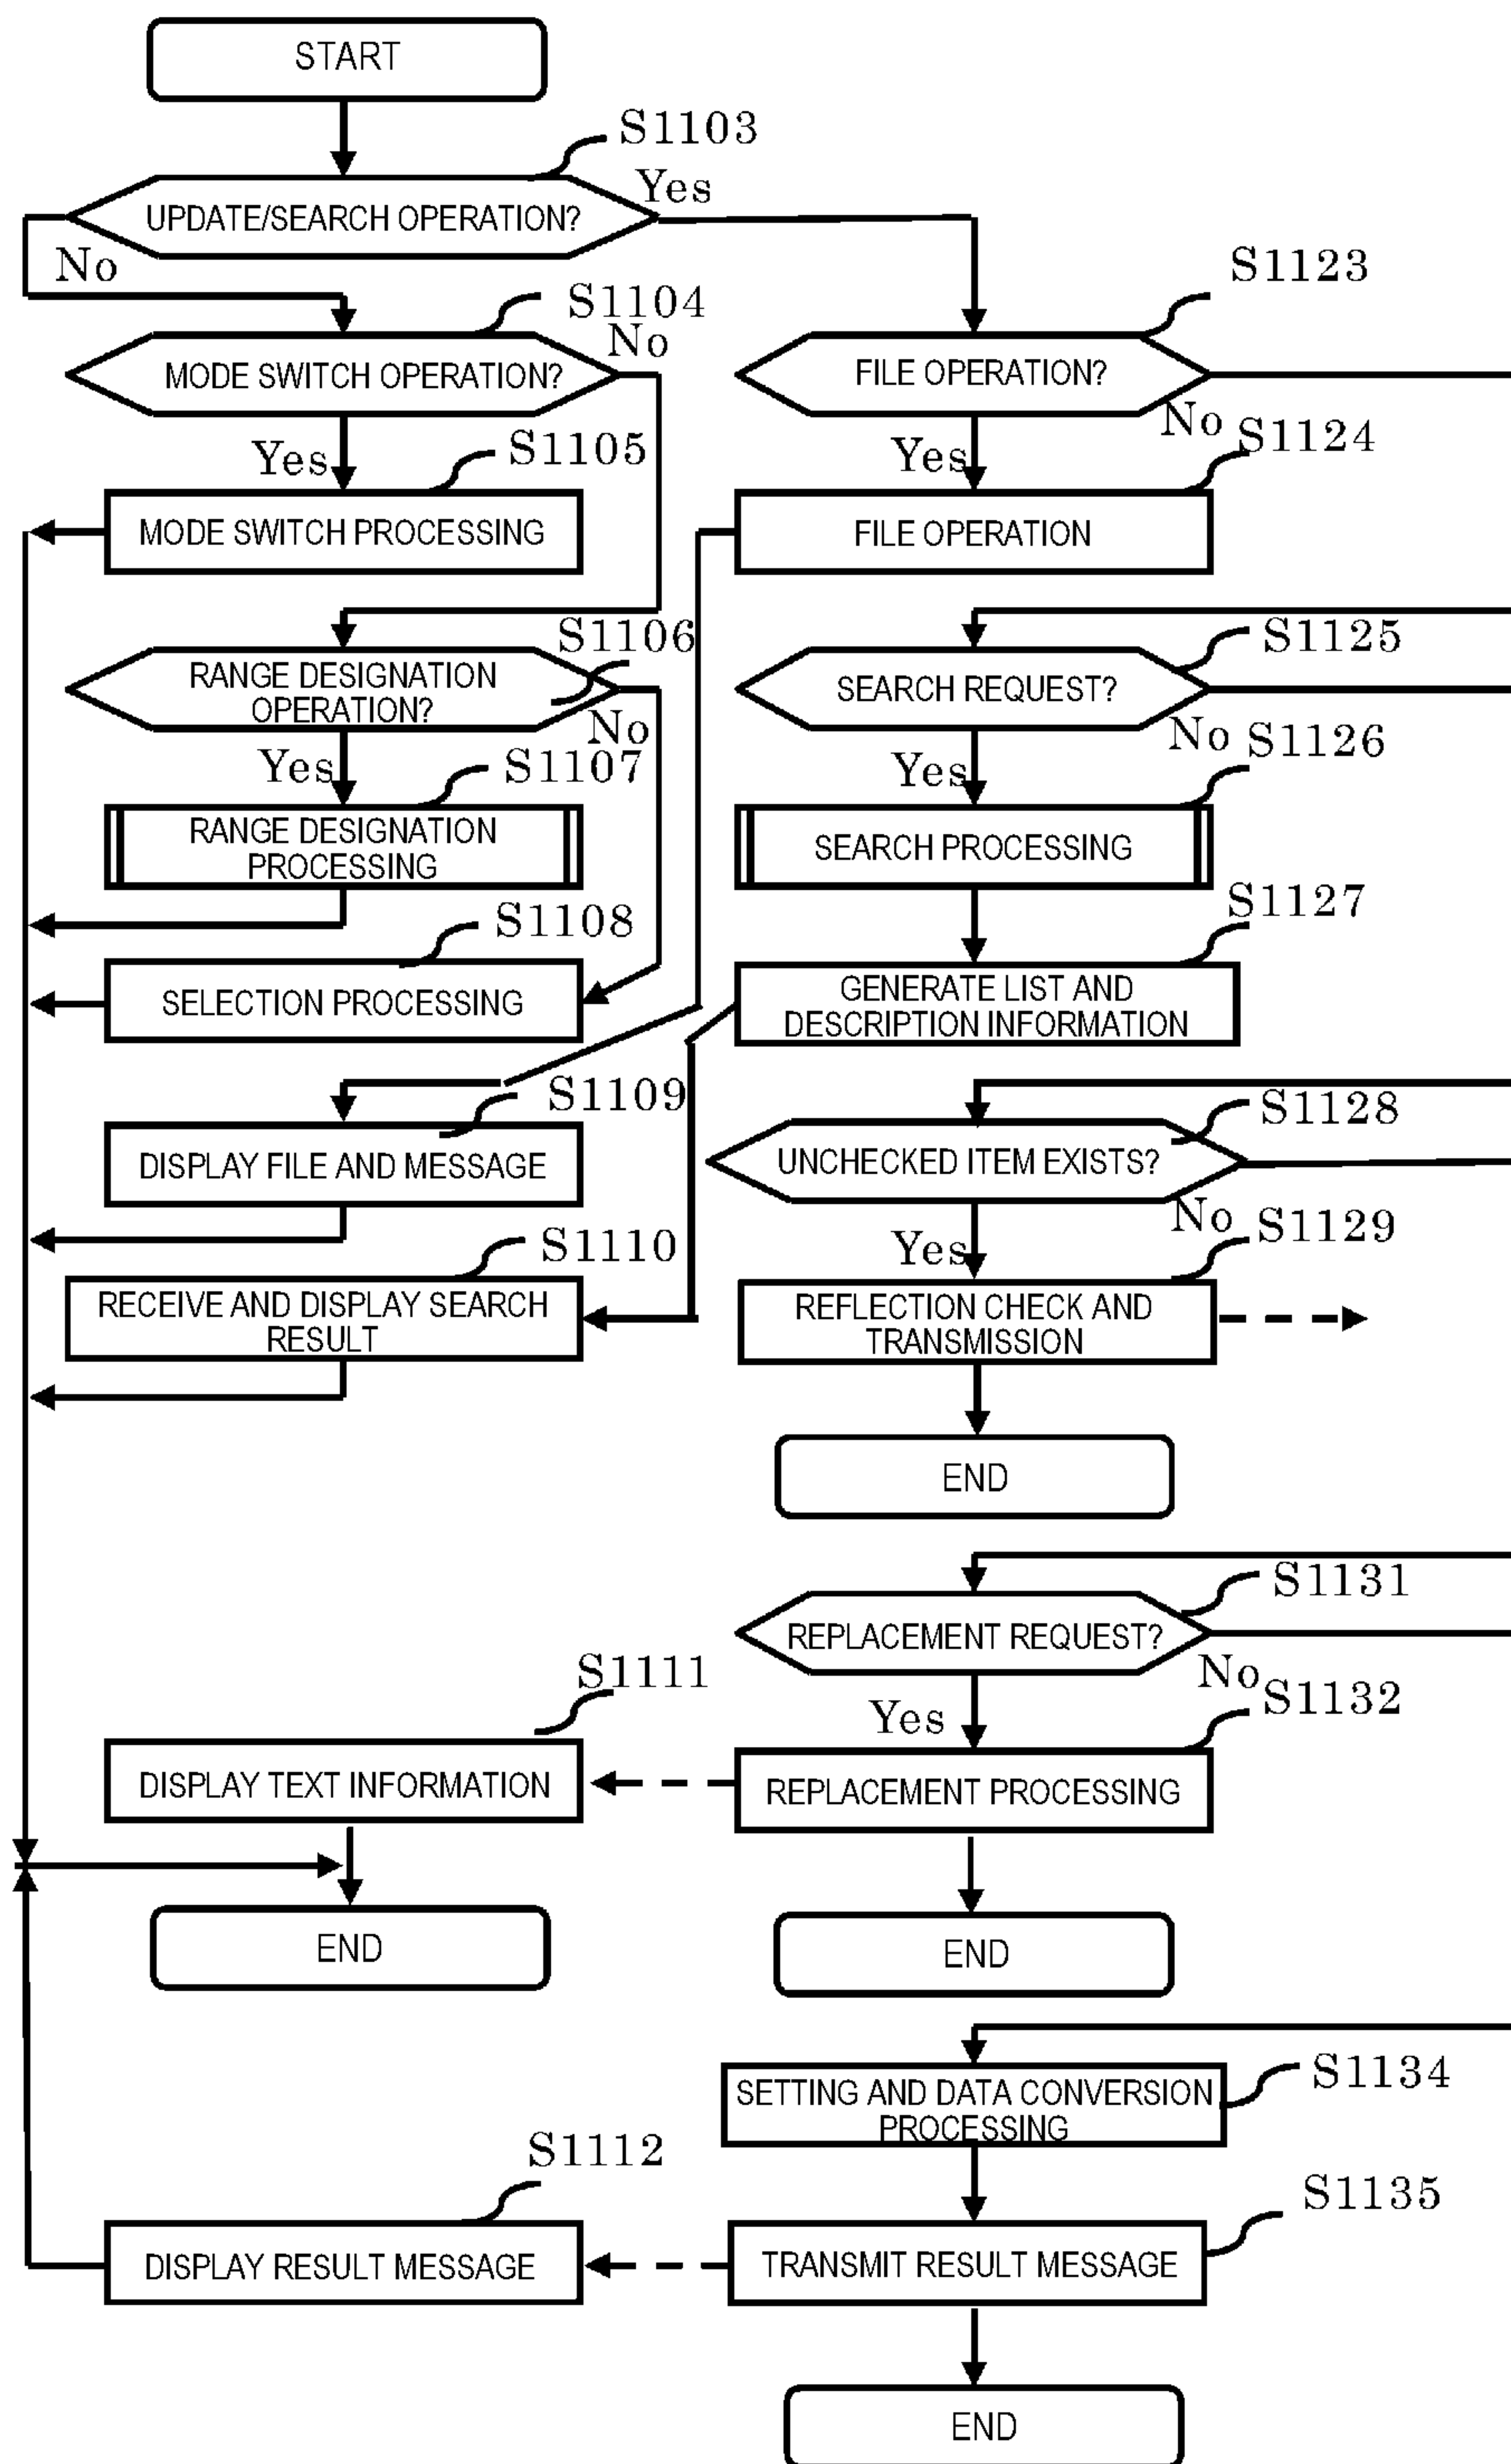 START
S1103
Yes
UPDATE/SEARCH OPERATION?
No
S1104
No
MODE SWITCH OPERATION?
Yes
S1105
MODE SWITCH PROCESSING
S1106
RANGE DESIGNATION
OPERATION?
No
Yes
S1107
RANGE DESIGNATION
PROCESSING
S1108
SELECTION PROCESSING
S1109
DISPLAY FILE AND MESSAGE
S1110
RECEIVE AND DISPLAY SEARCH
RESULT
S1111
DISPLAY TEXT INFORMATION
END
S1112
DISPLAY RESULT MESSAGE
S1123
FILE OPERATION?
No
Yes
S1124
FILE OPERATION
S1125
SEARCH REQUEST?
No
S1126
Yes
SEARCH PROCESSING
S1127
GENERATE LIST AND
DESCRIPTION INFORMATION
S1128
UNCHECKED ITEM EXISTS?
No
S1129
Yes
REFLECTION CHECK AND
TRANSMISSION
END
S1131
REPLACEMENT REQUEST?
No
S1132
Yes
REPLACEMENT PROCESSING
END
S1134
SETTING AND DATA CONVERSION
PROCESSING
S1135
TRANSMIT RESULT MESSAGE
END